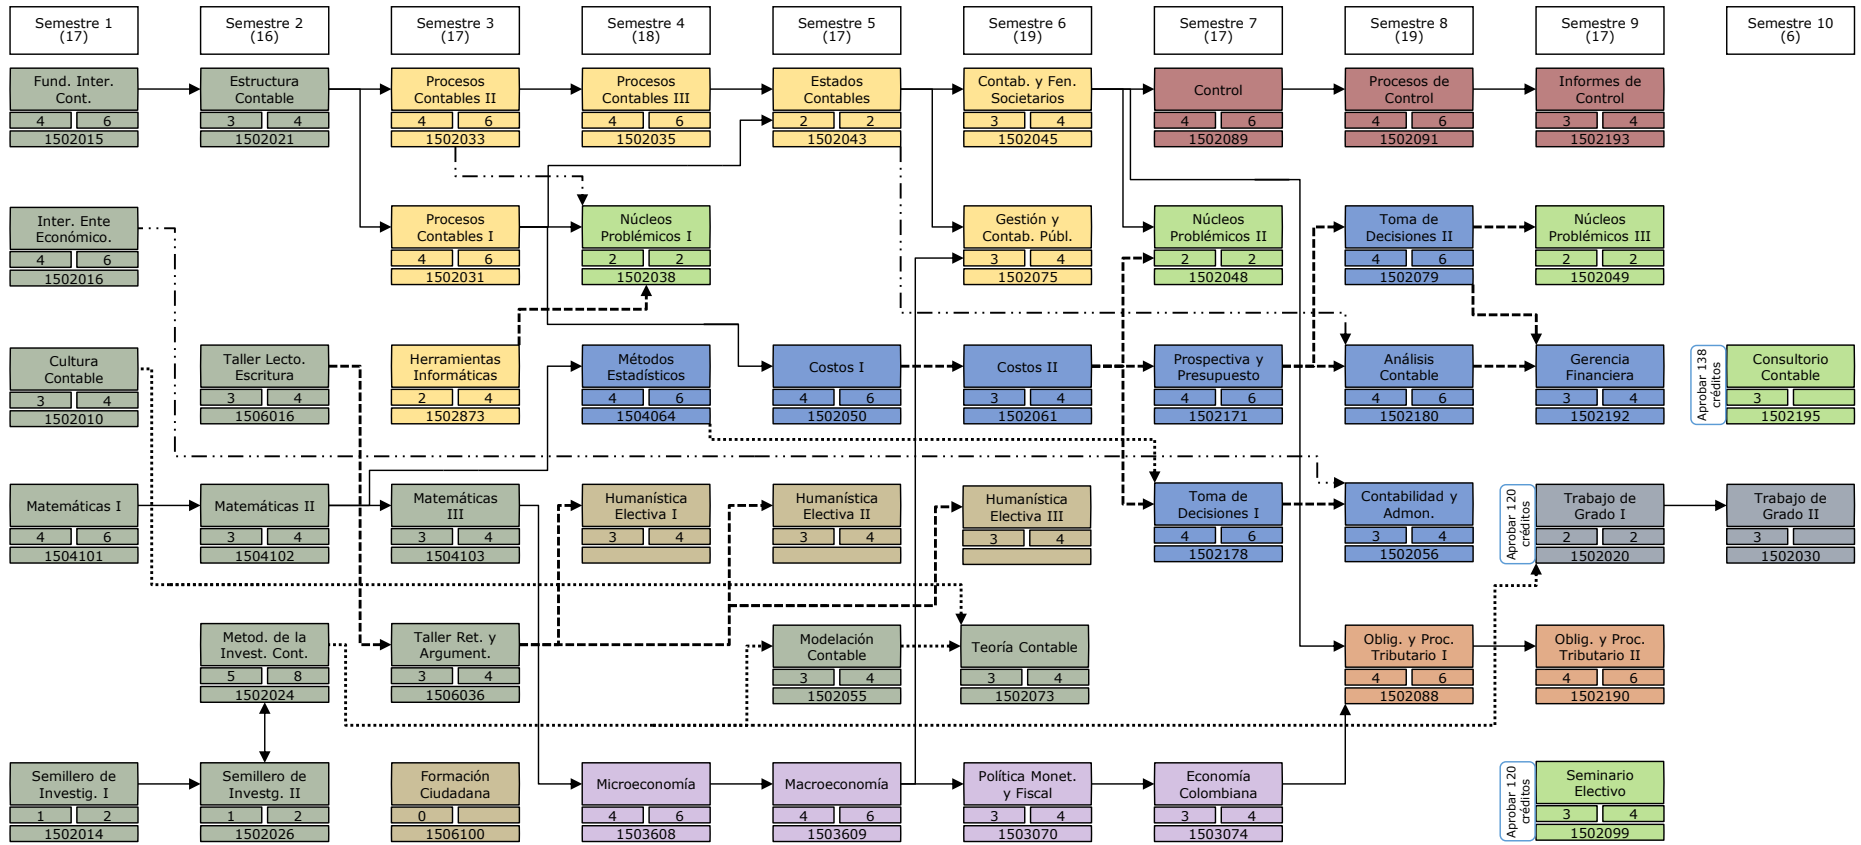 Semestre 1
(17)
Semestre 2
(16)
Semestre 3
(17)
Semestre 4
(18)
Semestre 5
(17)
Semestre 6
(19)
Semestre 7
(17)
Semestre 8
(19)
Semestre 9
(17)
Semestre 10
(6)
Fund. Inter.
Cont.
4 6
1502015
Estructura
Contable
3 4
1502021
Procesos
Contables II
4 6
1502033
Procesos
Contables III
4 6
1502035
Estados
Contables
2 2
1502043
Contab. y Fen.
Societarios
3 4
1502045
Control
4 6
1502089
Procesos de
Control
4 6
1502091
Informes de
Control
3 4
1502193
Inter. Ente
Económico.
4 6
1502016
Procesos
Contables I
4 6
1502031
Núcleos
Problémicos I
2 2
1502038
Gestión y
Contab. Públ.
3 4
1502075
Núcleos
Problémicos II
2 2
1502048
Toma de
Decisiones II
4 6
1502079
Núcleos
Problémicos III
2 2
1502049
Cultura
Contable
3 4
1502010
Taller Lecto.
Escritura
3 4
1506016
Herramientas
Informáticas
2 4
1502873
Métodos
Estadísticos
4 6
1504064
Costos I
4 6
1502050
Costos II
3 4
1502061
Prospectiva y
Presupuesto
4 6
1502171
Análisis
Contable
4 6
1502180
Gerencia
Financiera
3 4
1502192
Aprobar 138
créditos
Consultorio
Contable
3
1502195
Matemáticas I
4 6
1504101
Matemáticas II
3 4
1504102
Matemáticas
III
3 4
1504103
Humanística
Electiva I
3 4
Humanística
Electiva II
3 4
Humanística
Electiva III
3 4
Toma de
Decisiones I
4 6
1502178
Contabilidad y
Admon.
3 4
1502056
Aprobar 120
créditos
Trabajo de
Grado I
2 2
1502020
Trabajo de
Grado II
3
1502030
Metod. de la
Invest. Cont.
5 8
1502024
Taller Ret. y
Argument.
3 4
1506036
Modelación
Contable
3 4
1502055
Teoría Contable
3 4
1502073
Oblig. y Proc.
Tributario I
4 6
1502088
Oblig. y Proc.
Tributario II
4 6
1502190
Semillero de
Investig. I
1 2
1502014
Semillero de
Investg. II
1 2
1502026
Formación
Ciudadana
0
1506100
Microeconomía
4 6
1503608
Macroeconomía
4 6
1503609
Política Monet.
y Fiscal
3 4
1503070
Economía
Colombiana
3 4
1503074
Aprobar 120
créditos
Seminario
Electivo
3 4
1502099